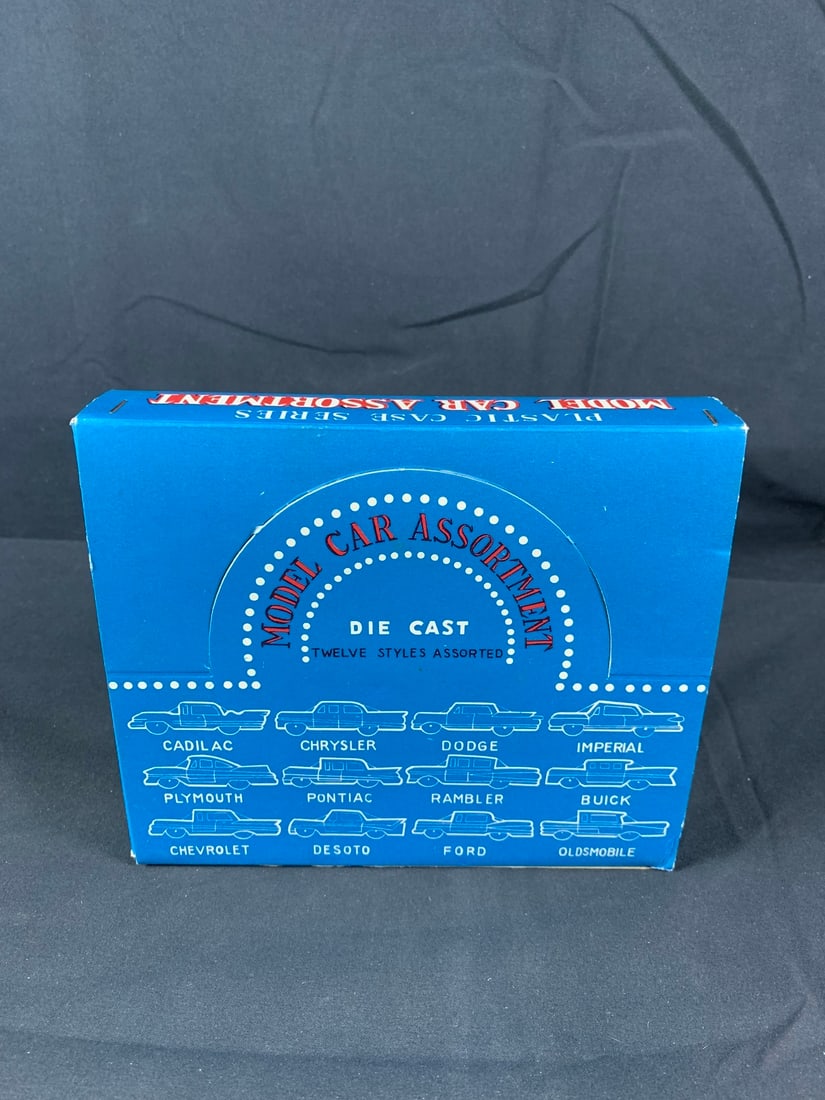 MODEL CAR ASSORTMENT
PLASTIC CASE SERIES
MODEL CAR ASSORTMENT
DIE CAST
TWELVE STYLES ASSORTED
CADILAC CHRYSLER DODGE IMPERIAL
PLYMOUTH PONTIAC RAMBLER BUICK
CHEVROLET DESOTO FORD OLDSMOBILE